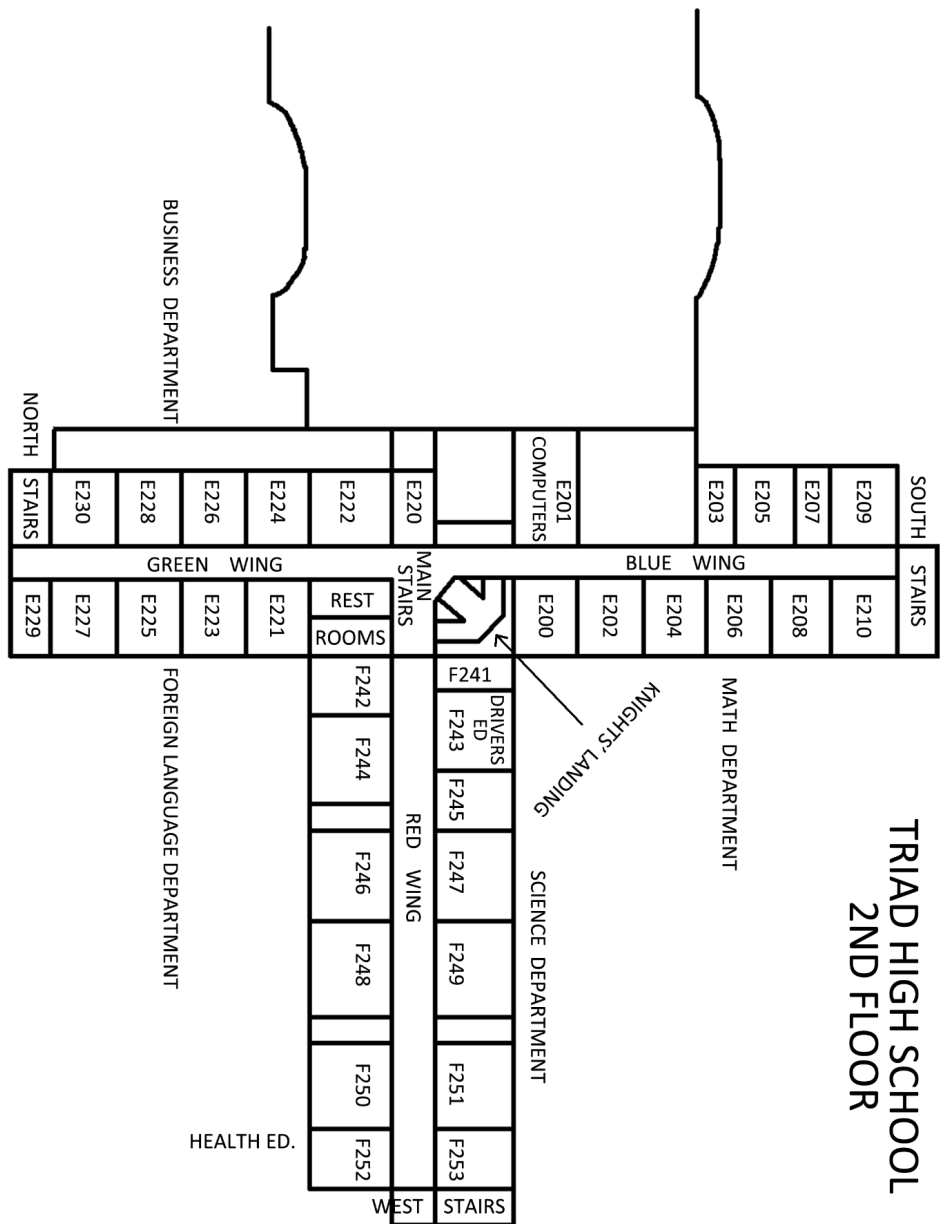 TRIAD HIGH SCHOOL
2ND FLOOR
BUSINESS DEPARTMENT
NORTH
STAIRS
E230
E228
E226
E224
E222
E220
COMPUTERS
E201
E203
E205
E207
E209
SOUTH
STAIRS
GREEN WING
MAIN
STAIRS
BLUE WING
E229
E227
E225
E223
E221
REST
ROOMS
E200
E202
E204
E206
E208
E210
KNIGHTS' LANDING
FOREIGN LANGUAGE DEPARTMENT
MATH DEPARTMENT
F242
F244
F246
F248
F250
F252
RED WING
F241
DRIVERS
ED
F243
F245
F247
F249
F251
F253
SCIENCE DEPARTMENT
HEALTH ED.
WEST STAIRS